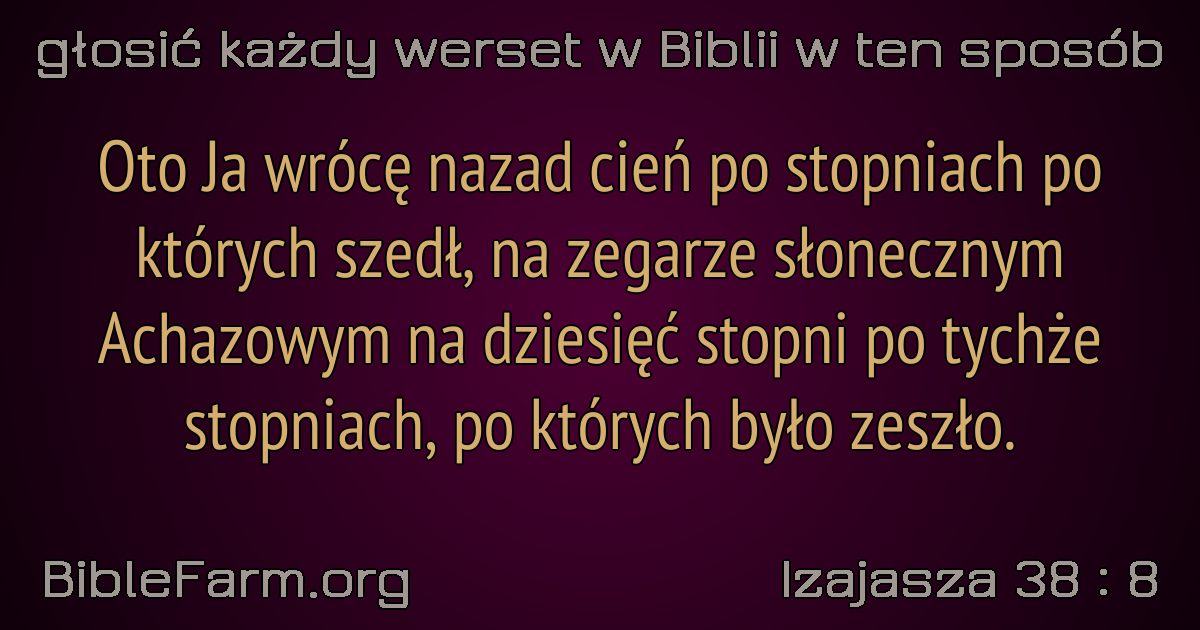 głosić każdy werset w Biblii w ten sposób
Oto Ja wrócę nazad cień po stopniach po
których szedł, na zegarze słonecznym
Achazowym na dziesięć stopni po tychże
stopniach, po których było zeszło.
BibleFarm.org
Izajasza 38 : 8